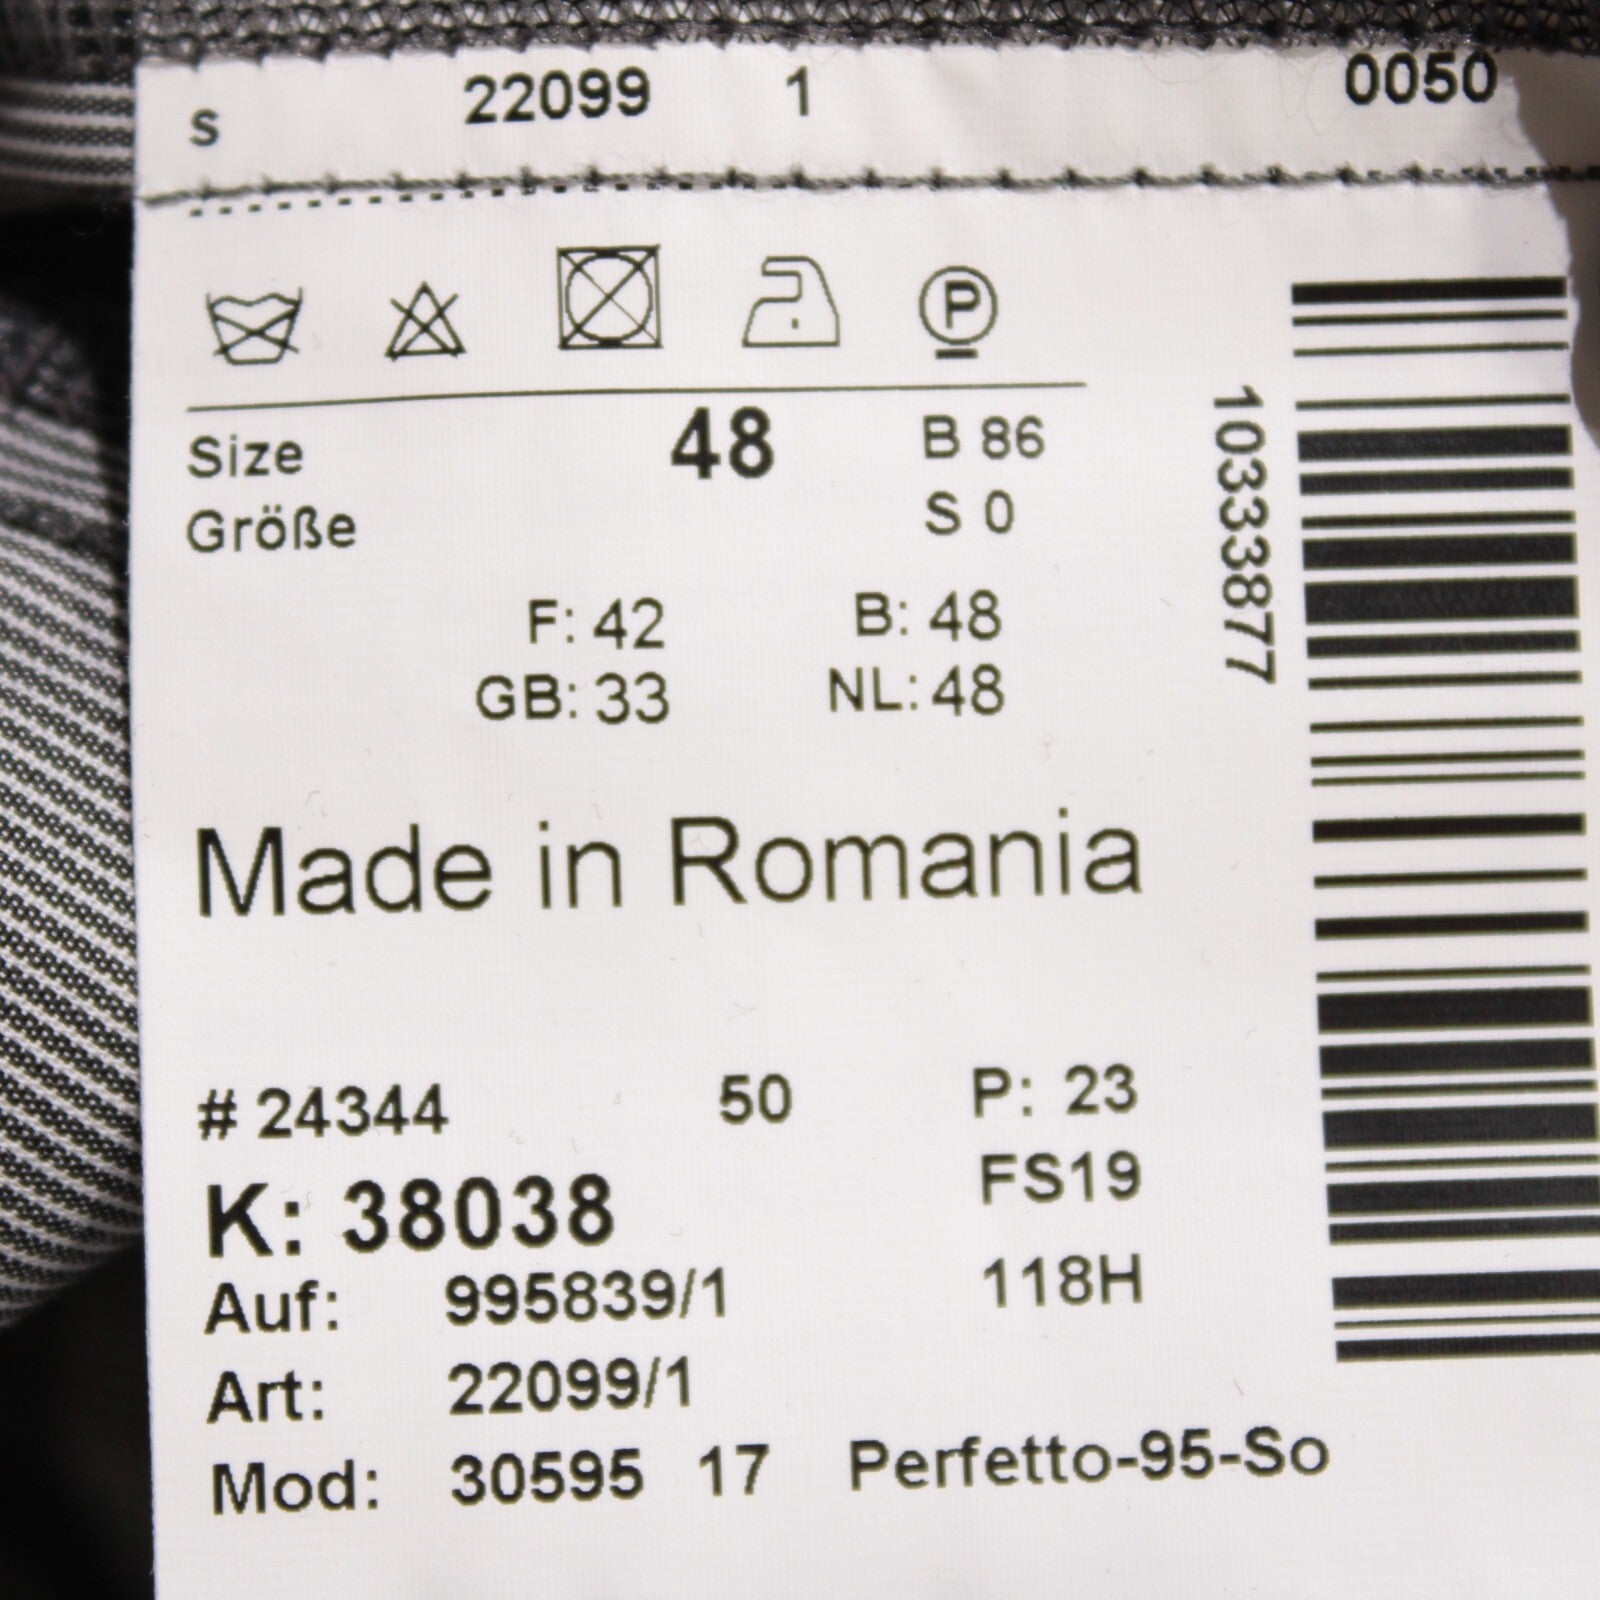 s 22099 1 0050
P
Size 48 B 86
Größe S 0
F: 42 B: 48
GB: 33 NL: 48
10333877
Made in Romania
# 24344 50 P: 23
K: 38038 FS19
Auf: 995839/1 118H
Art: 22099/1
Mod: 30595 17 Perfetto-95-So